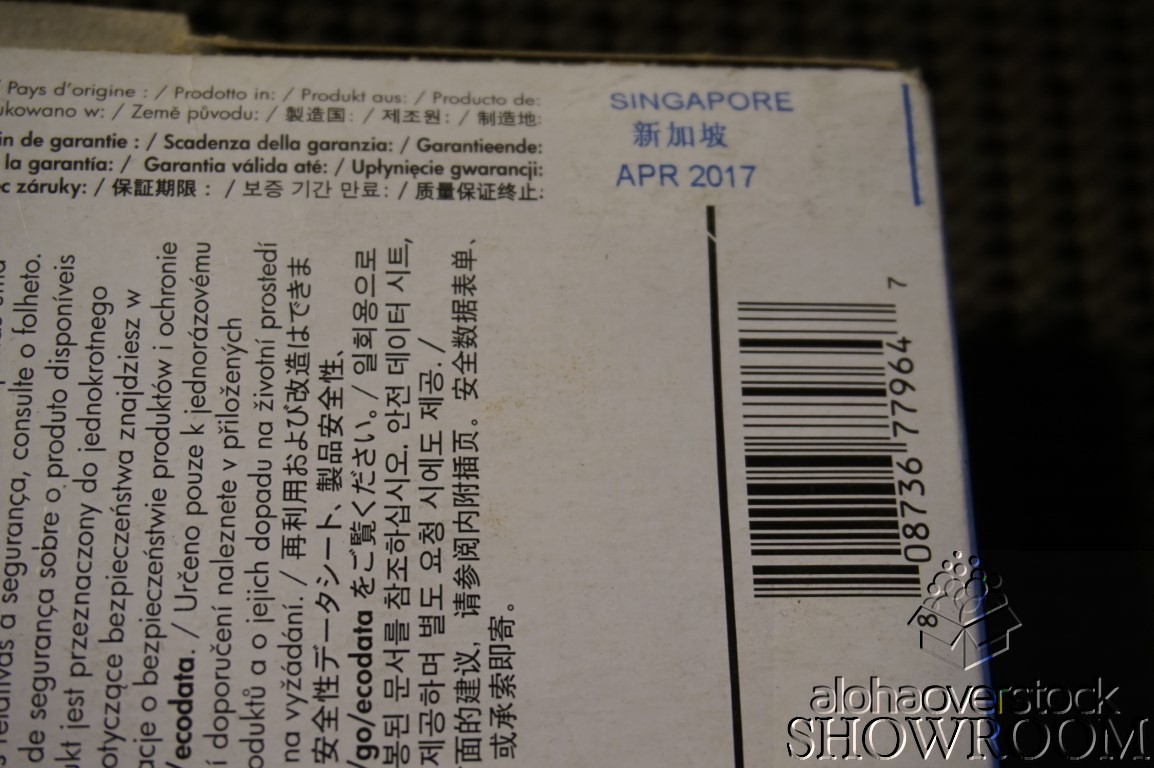 / Pays d'origine : / Prodotto in: / Produkt aus: / Producto de:
ukowano w: / Země původu: / 製造国: / 제조원: / 制造地:
in de garantie : / Scadenza della garanzia: / Garantieende:
la garantía: / Garantia válida até: / Upłynięcie gwarancji:
c záruky: / 保証期限 : / 보증 기간 만료: / 质量保证终止:
SINGAPORE
新加坡
APR 2017
relativas a segurança, consulte o folheto.
de segurança sobre o produto disponíveis
ukt jest przeznaczony do jednokrotnego
otyczące bezpieczeństwa znajdziesz w
acje o bezpieczeństwie produktów i ochronie
/ecodata. / Určeno pouze k jednorázovému
í doporučení naleznete v přiložených
oduktů a o jejich dopadu na životní prostedí
na vyžádání. / 再利用および改造はできま
安全性データシート、製品安全性、
/go/ecodata をご覧ください。/ 일회용으로
봉된 문서를 참조하십시오. 안전 데이터 시트,
제공하며 별도 요청 시에도 제공. /
面的建议，请参阅内附插页。安全数据表单、
或承索即寄。
8 08736 77964 7
alohaoverstock
SHOWROOM